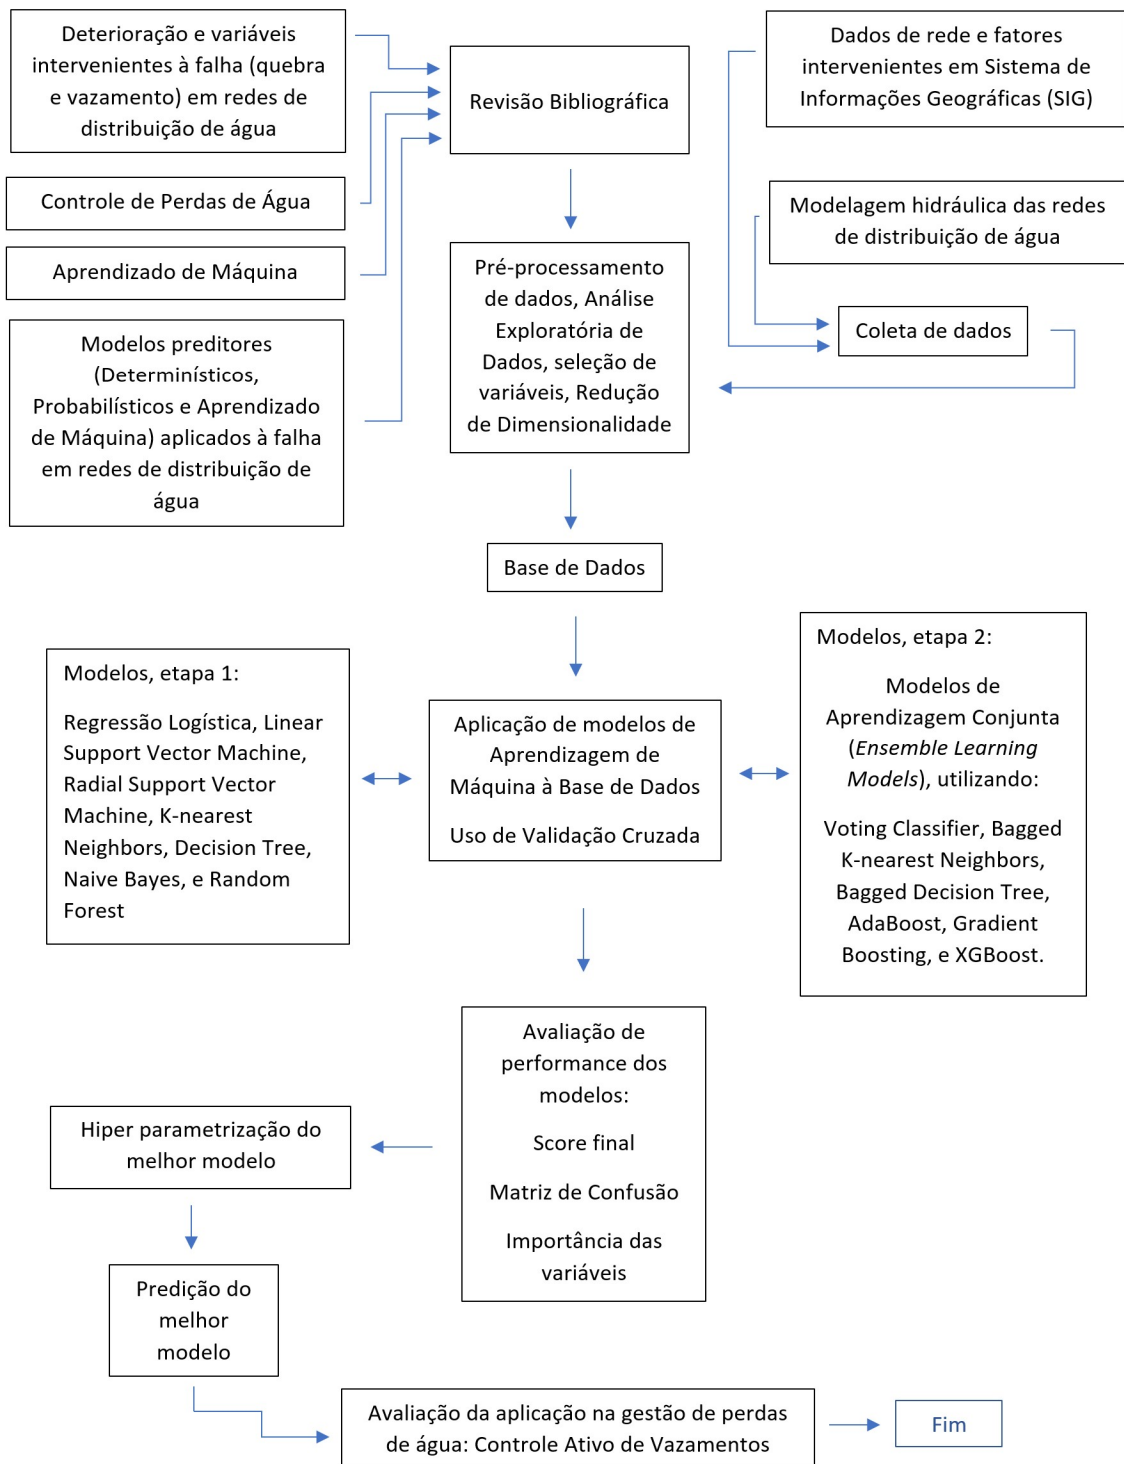 Deterioração e variáveis
intervenientes à falha (quebra
e vazamento) em redes de
distribuição de água
Controle de Perdas de Água
Aprendizado de Máquina
Modelos preditores
(Determinísticos,
Probabilísticos e Aprendizado
de Máquina) aplicados à falha
em redes de distribuição de
água
Revisão Bibliográfica
Dados de rede e fatores
intervenientes em Sistema de
Informações Geográficas (SIG)
Modelagem hidráulica das redes
de distribuição de água
Coleta de dados
Pré-processamento
de dados, Análise
Exploratória de
Dados, seleção de
variáveis, Redução
de Dimensionalidade
Base de Dados
Modelos, etapa 1:
Regressão Logística, Linear
Support Vector Machine,
Radial Support Vector
Machine, K-nearest
Neighbors, Decision Tree,
Naive Bayes, e Random
Forest
Aplicação de modelos de
Aprendizagem de
Máquina à Base de Dados
Uso de Validação Cruzada
Modelos, etapa 2:
Modelos de
Aprendizagem Conjunta
(Ensemble Learning
Models), utilizando:
Voting Classifier, Bagged
K-nearest Neighbors,
Bagged Decision Tree,
AdaBoost, Gradient
Boosting, e XGBoost.
Avaliação de
performance dos
modelos:
Score final
Matriz de Confusão
Importância das
variáveis
Hiper parametrização do
melhor modelo
Predição do
melhor
modelo
Avaliação da aplicação na gestão de perdas
de água: Controle Ativo de Vazamentos
Fim